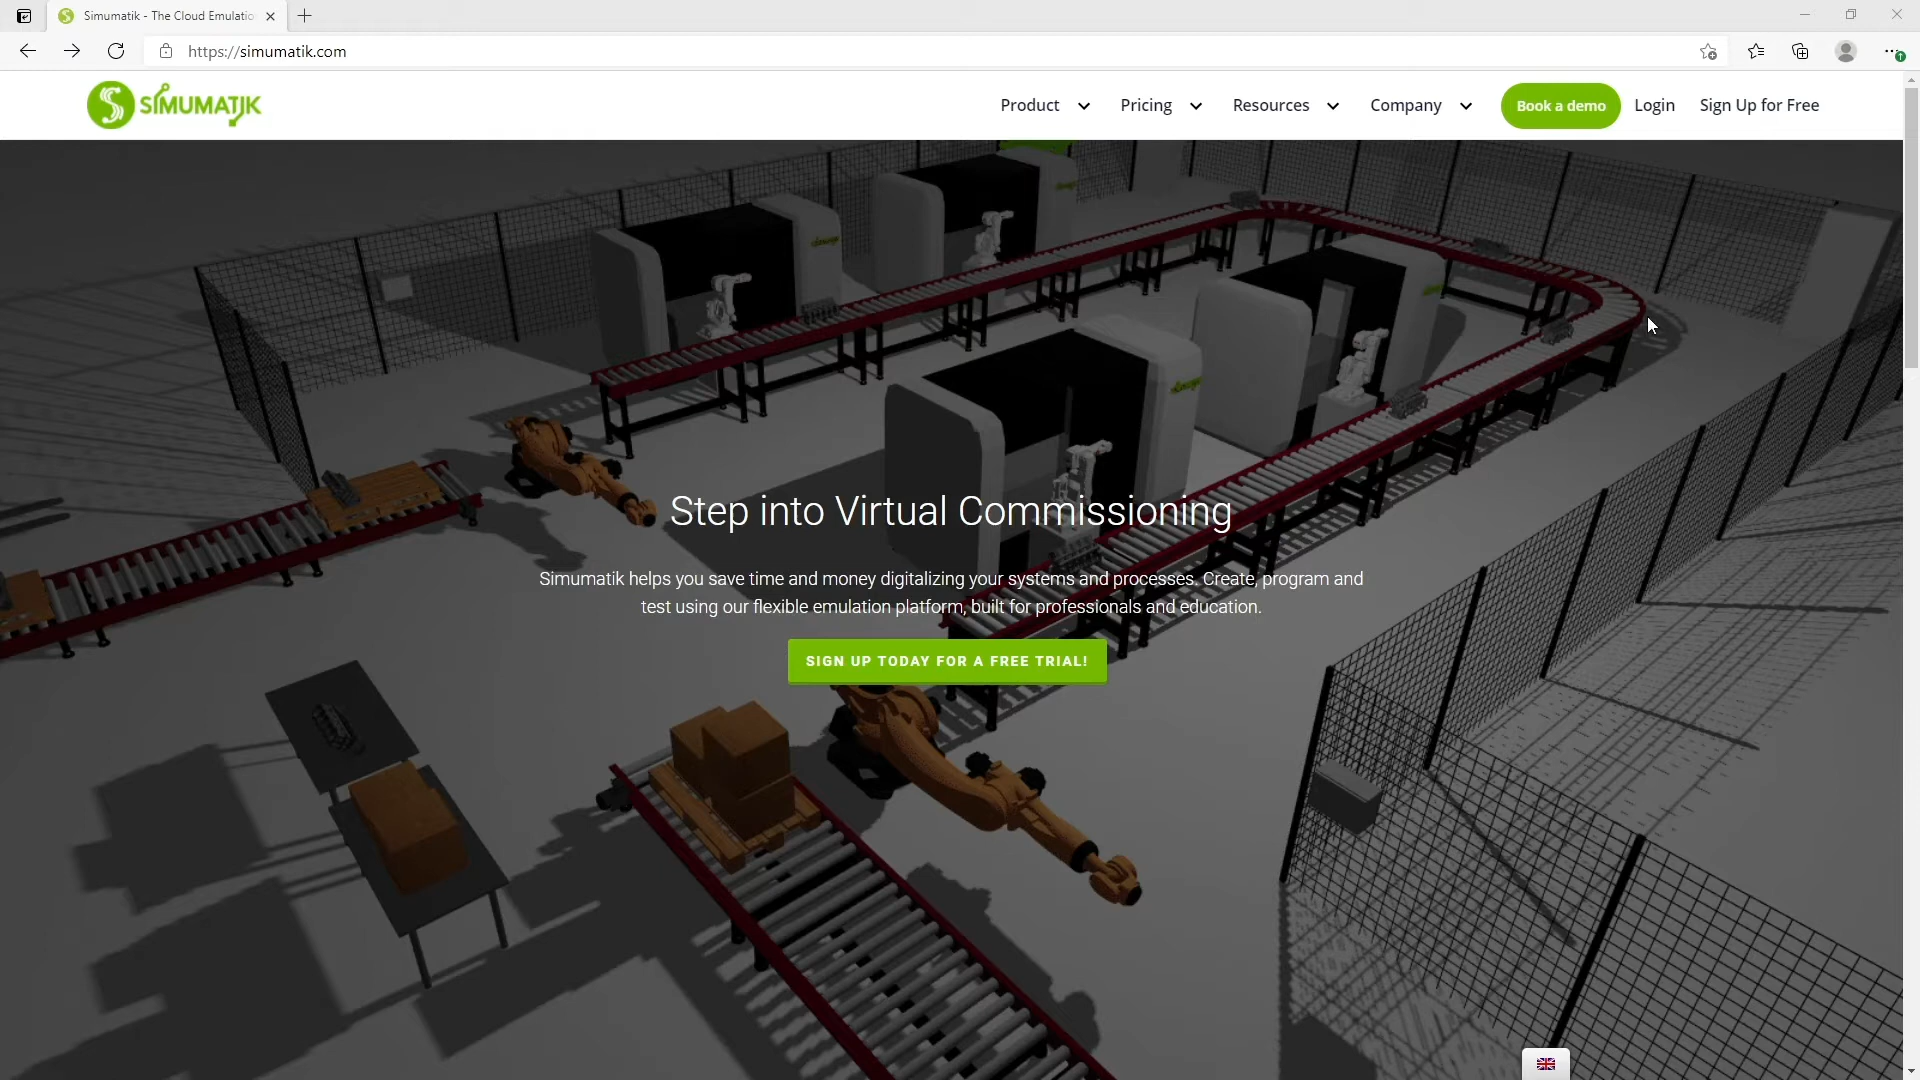 Simumatik - The Cloud Emulatio
https://simumatik.com
SIMUMATIK
Product
Pricing
Resources
Company
Book a demo
Login
Sign Up for Free
Step into Virtual Commissioning
Simumatik helps you save time and money digitalizing your systems and processes. Create, program and
test using our flexible emulation platform, built for professionals and education.
SIGN UP TODAY FOR A FREE TRIAL!